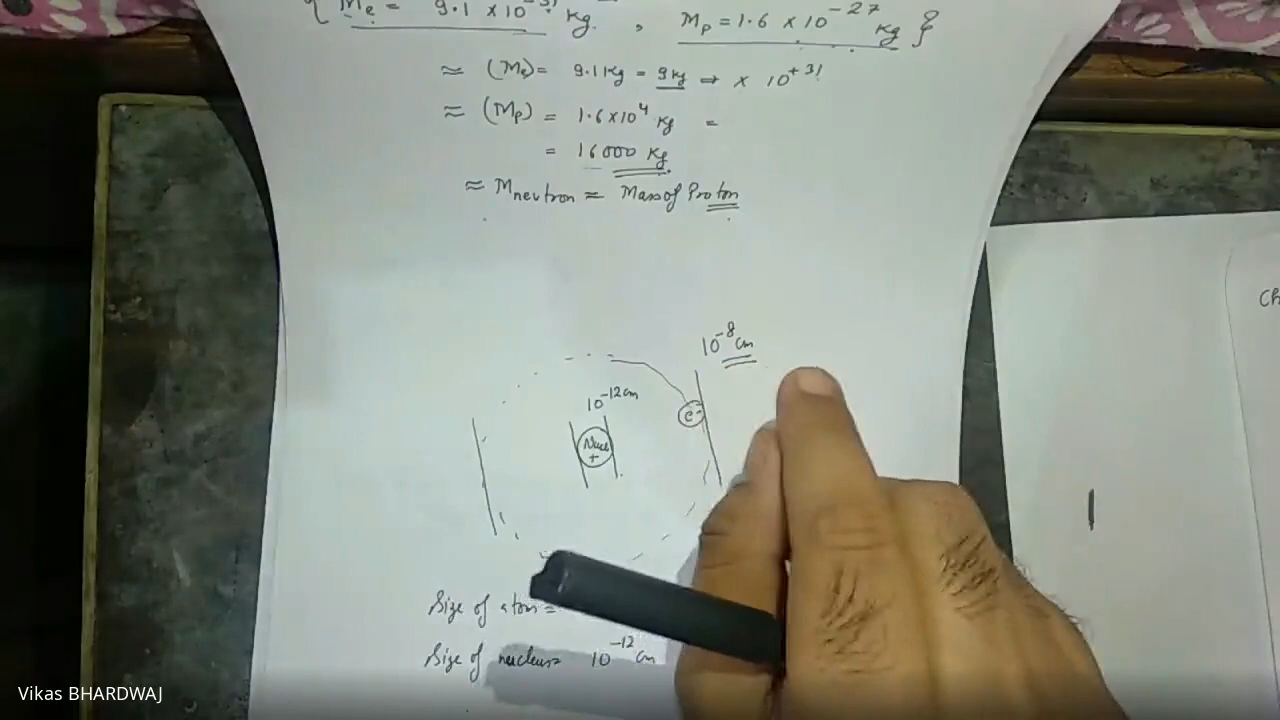 { Me = 9.1 × 10⁻³¹ kg , Mp = 1.6 × 10⁻²⁷ kg }
≈ (Me) = 9.1 kg = 9 kg → × 10⁺³¹
≈ (Mp) = 1.6×10⁴ kg =
= 16000 kg
≈ Mneutron ≈ Mass of Proton
10⁻⁸ cm
10⁻¹² cm
e⁻
Nucl
+
Size of atom =
Size of nucleus = 10⁻¹² cm
Ch
Vikas BHARDWAJ